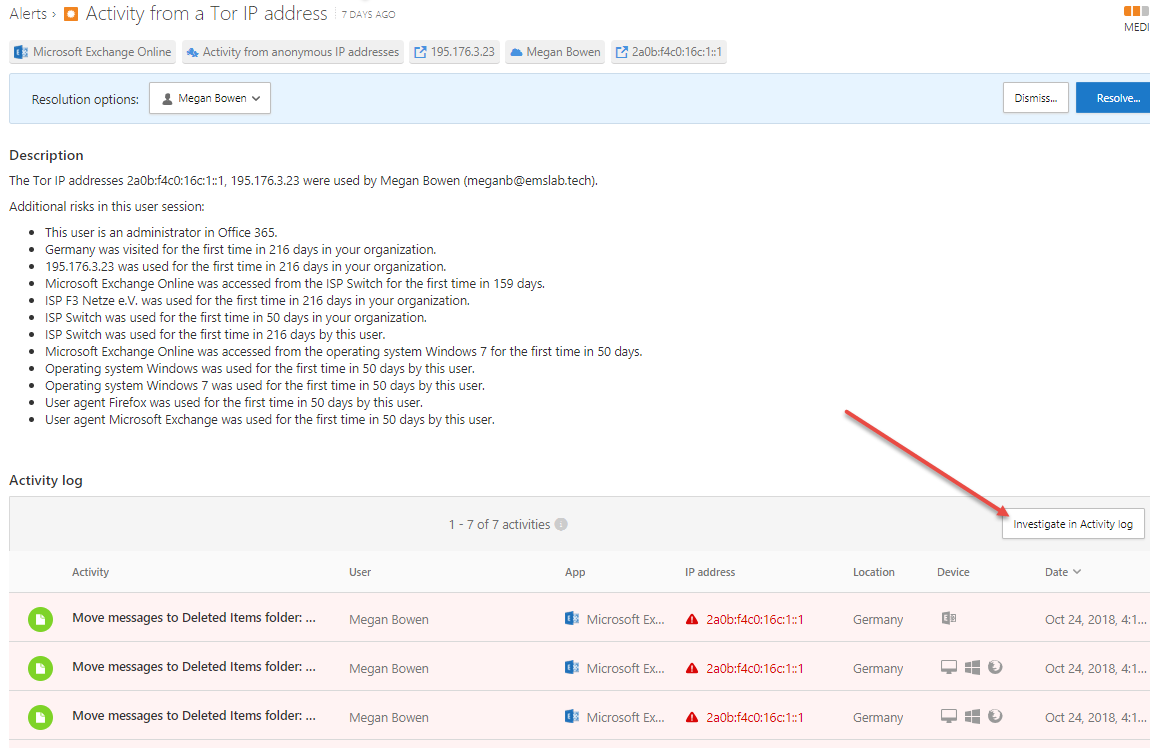 Alerts > Activity from a Tor IP address 7 DAYS AGO
MEDI
Microsoft Exchange Online Activity from anonymous IP addresses 195.176.3.23 Megan Bowen 2a0b:f4c0:16c:1::1
Resolution options: Megan Bowen Dismiss... Resolve...
Description
The Tor IP addresses 2a0b:f4c0:16c:1::1, 195.176.3.23 were used by Megan Bowen (meganb@emslab.tech).
Additional risks in this user session:
• This user is an administrator in Office 365.
• Germany was visited for the first time in 216 days in your organization.
• 195.176.3.23 was used for the first time in 216 days in your organization.
• Microsoft Exchange Online was accessed from the ISP Switch for the first time in 159 days.
• ISP F3 Netze e.V. was used for the first time in 216 days in your organization.
• ISP Switch was used for the first time in 50 days in your organization.
• ISP Switch was used for the first time in 216 days by this user.
• Microsoft Exchange Online was accessed from the operating system Windows 7 for the first time in 50 days.
• Operating system Windows was used for the first time in 50 days by this user.
• Operating system Windows 7 was used for the first time in 50 days by this user.
• User agent Firefox was used for the first time in 50 days by this user.
• User agent Microsoft Exchange was used for the first time in 50 days by this user.
Activity log
1 - 7 of 7 activities Investigate in Activity log
Activity User App IP address Location Device Date
Move messages to Deleted Items folder: ... Megan Bowen Microsoft Ex... 2a0b:f4c0:16c:1::1 Germany Oct 24, 2018, 4:1...
Move messages to Deleted Items folder: ... Megan Bowen Microsoft Ex... 2a0b:f4c0:16c:1::1 Germany Oct 24, 2018, 4:1...
Move messages to Deleted Items folder: ... Megan Bowen Microsoft Ex... 2a0b:f4c0:16c:1::1 Germany Oct 24, 2018, 4:1...